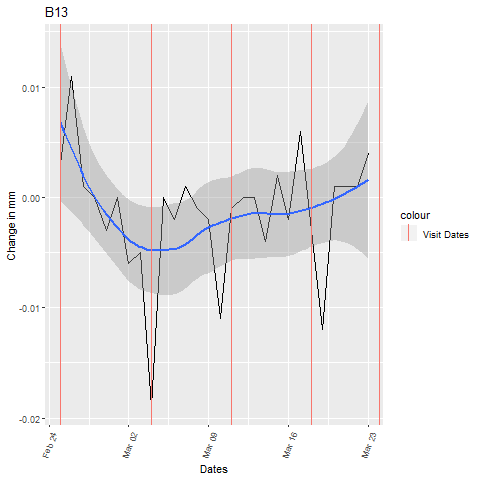 B13
Change in mm
0.01
0.00
-0.01
-0.02
Feb 24
Mar 02
Mar 09
Mar 16
Mar 23
Dates
colour
Visit Dates